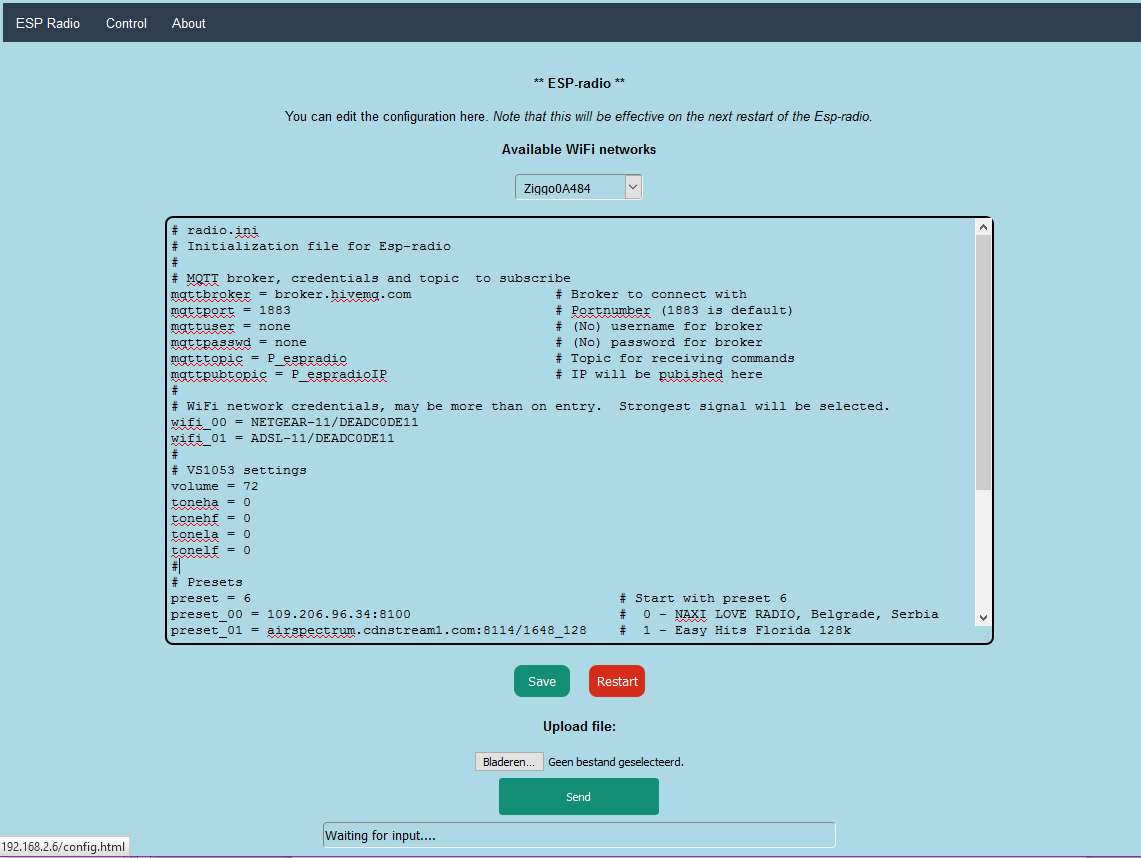 ESP Radio Control About
** ESP-radio **
You can edit the configuration here. Note that this will be effective on the next restart of the Esp-radio.
Available WiFi networks
Ziggo0A484
# radio.ini
# Initialization file for Esp-radio
#
# MQTT broker, credentials and topic  to subscribe
mqttbroker = broker.hivemq.com # Broker to connect with
mqttport = 1883 # Portnumber (1883 is default)
mqttuser = none # (No) username for broker
mqttpasswd = none # (No) password for broker
mqtttopic = P_espradio # Topic for receiving commands
mqttpubtopic = P_espradioIP # IP will be pubished here
#
# WiFi network credentials, may be more than on entry.  Strongest signal will be selected.
wifi_00 = NETGEAR-11/DEADC0DE11
wifi_01 = ADSL-11/DEADC0DE11
#
# VS1053 settings
volume = 72
toneha = 0
tonehf = 0
tonela = 0
tonelf = 0
#
# Presets
preset = 6 # Start with preset 6
preset_00 = 109.206.96.34:8100 #  0 - NAXI LOVE RADIO, Belgrade, Serbia
preset_01 = airspectrum.cdnstream1.com:8114/1648_128 #  1 - Easy Hits Florida 128k
Save Restart
Upload file:
Bladeren... Geen bestand geselecteerd.
Send
Waiting for input....
192.168.2.6/config.html